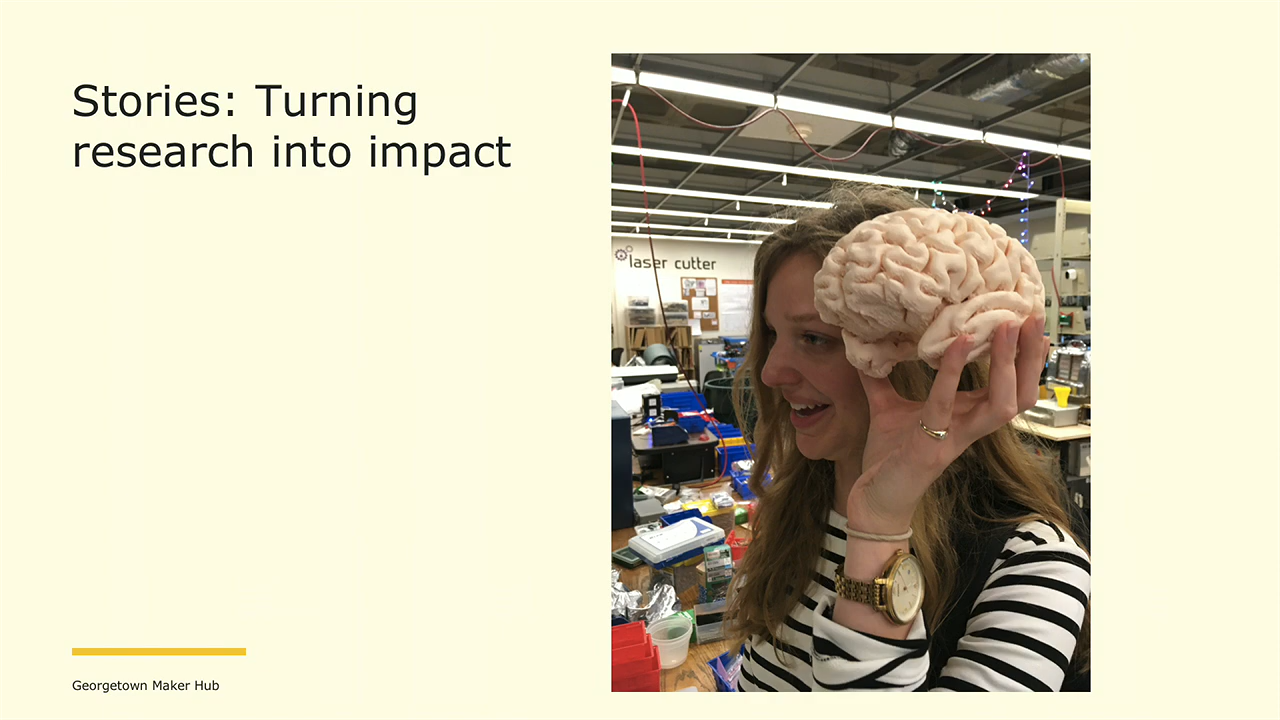 Stories: Turning
research into impact
laser cutter
Georgetown Maker Hub